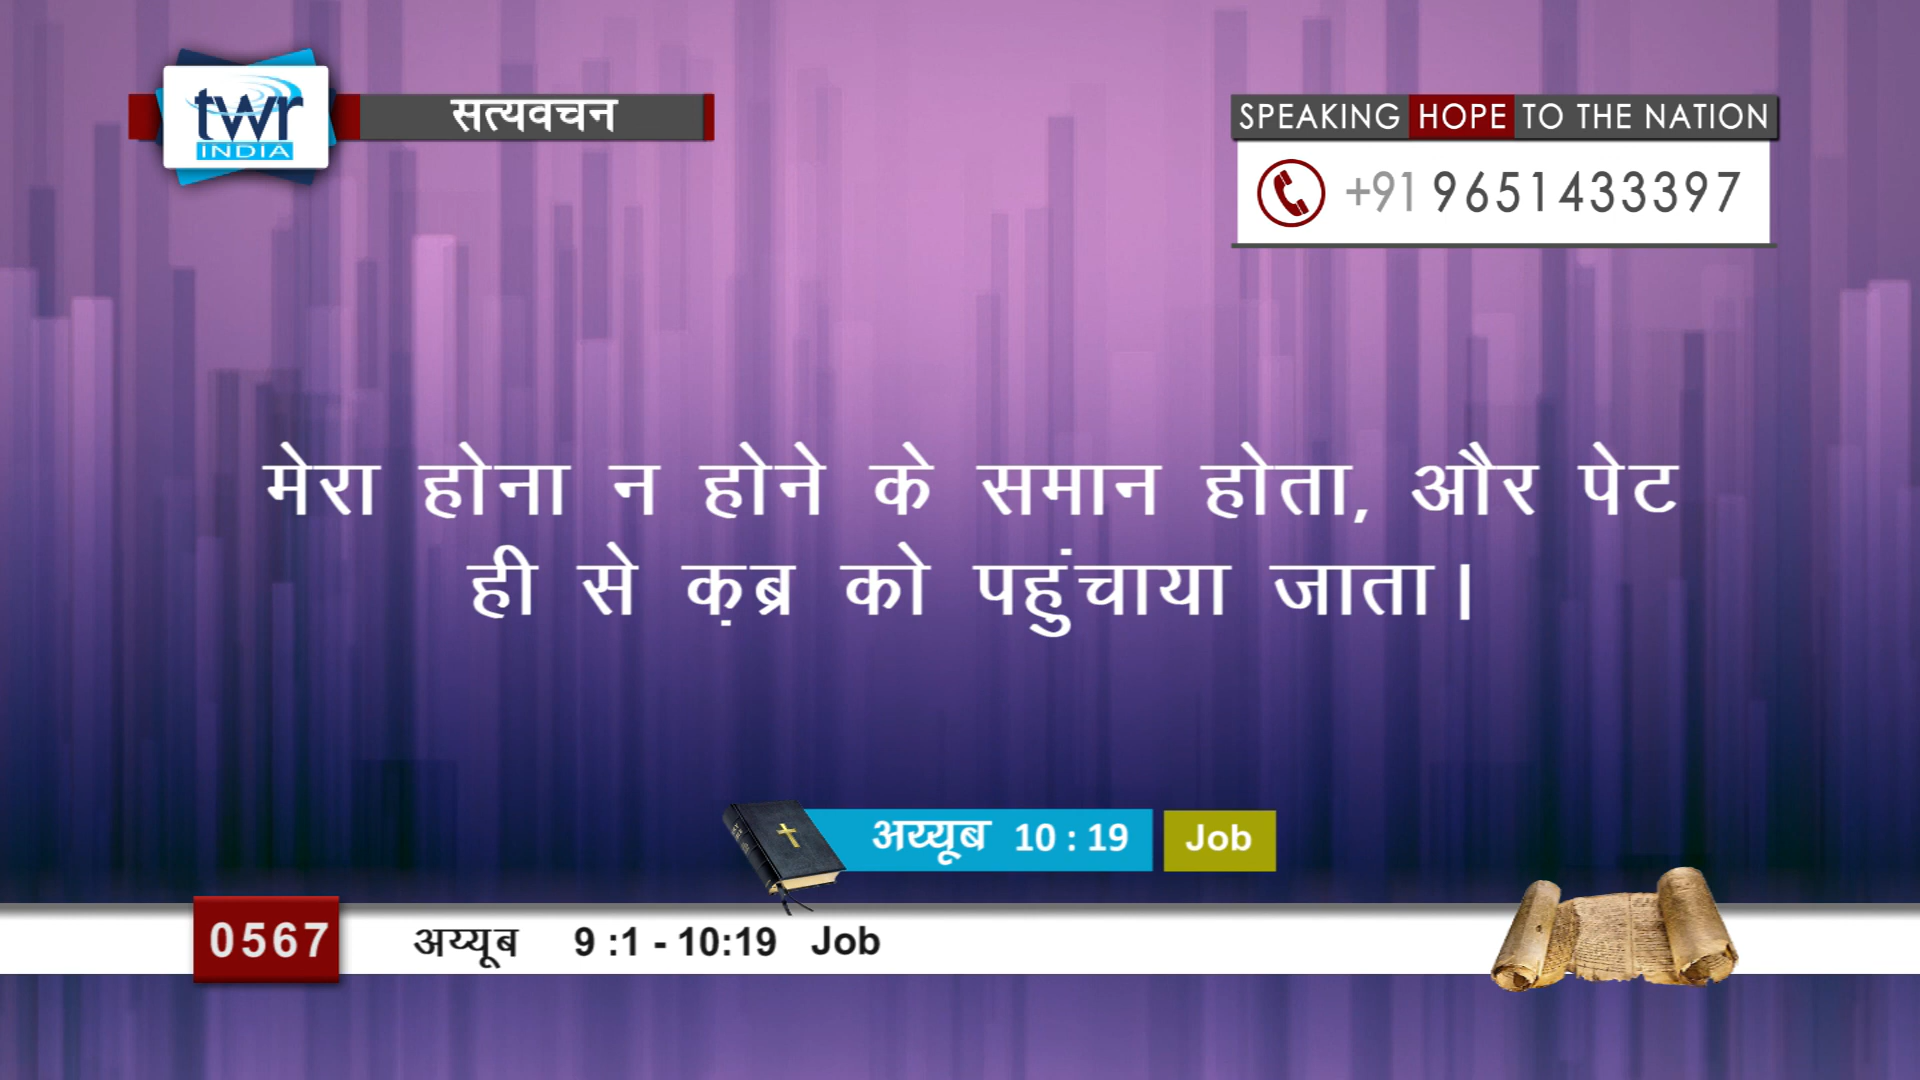 twr
INDIA
सत्यवचन
SPEAKING HOPE TO THE NATION
+91 9651433397
मेरा होना न होने के समान होता, और पेट
ही से क़ब्र को पहुंचाया जाता।
अय्यूब 10 : 19 Job
0567 अय्यूब 9 :1 - 10:19 Job